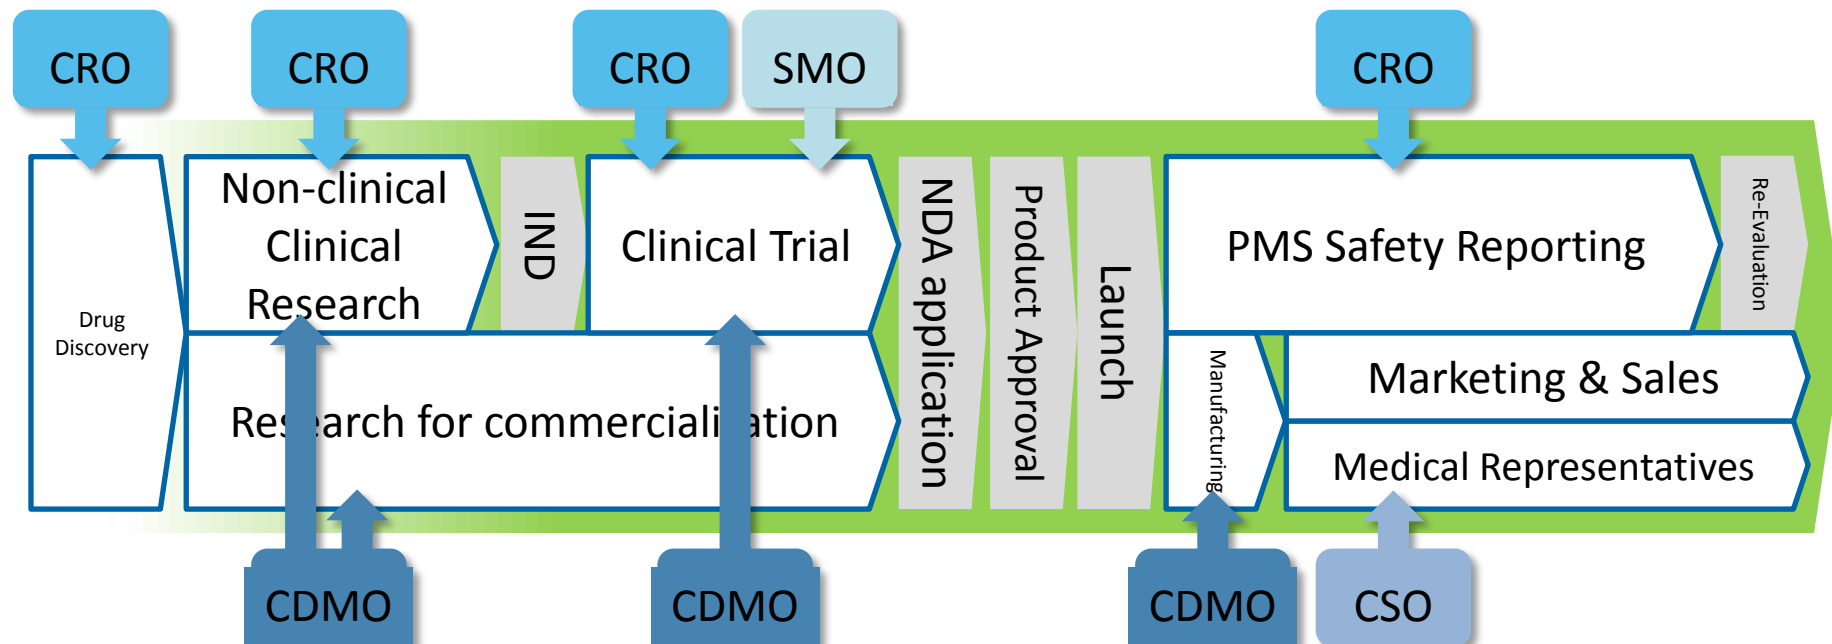 CRO
CRO
CRO
SMO
CRO
Drug
Discovery
Non-clinical
Clinical
Research
IND
Clinical Trial
Research for commercialization
NDA application
Product Approval
Launch
PMS Safety Reporting
Re-Evaluation
Manufacturing
Marketing & Sales
Medical Representatives
CDMO
CDMO
CDMO
CSO